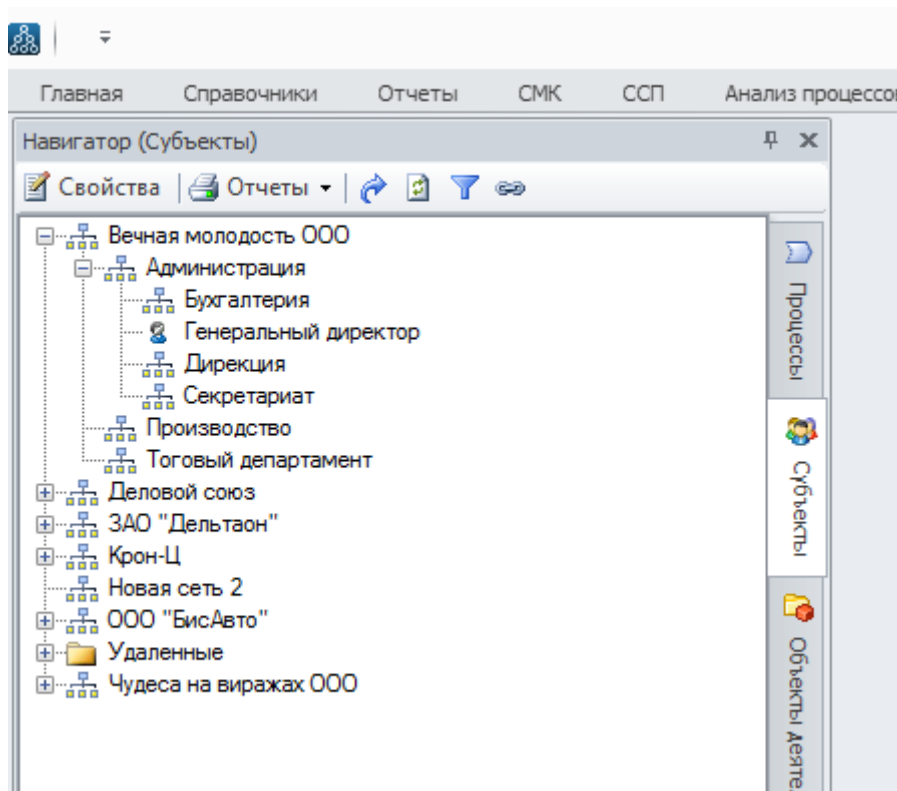 Главная Справочники Отчеты СМК ССП Анализ процессов
Навигатор (Субъекты)
Свойства Отчеты
Вечная молодость ООО
Администрация
Бухгалтерия
Генеральный директор
Дирекция
Секретариат
Производство
Тоговый департамент
Деловой союз
ЗАО "Дельтаон"
Крон-Ц
Новая сеть 2
ООО "БисАвто"
Удаленные
Чудеса на виражах ООО
Процессы
Субъекты
Объекты деяте